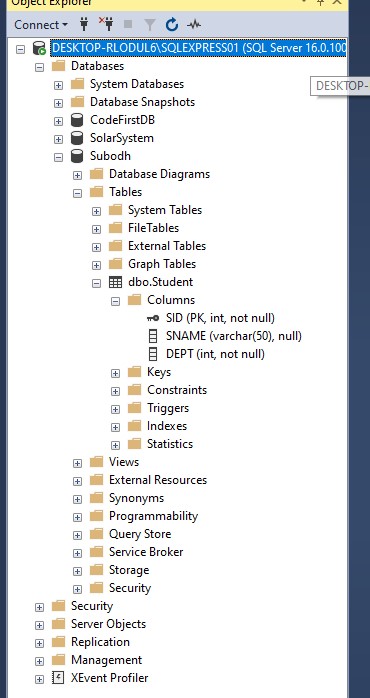 Object Explorer
Connect
DESKTOP-RLODUL6\SQLEXPRESS01 (SQL Server 16.0.100
Databases
DESKTOP-
System Databases
Database Snapshots
CodeFirstDB
SolarSystem
Subodh
Database Diagrams
Tables
System Tables
FileTables
External Tables
Graph Tables
dbo.Student
Columns
SID (PK, int, not null)
SNAME (varchar(50), null)
DEPT (int, not null)
Keys
Constraints
Triggers
Indexes
Statistics
Views
External Resources
Synonyms
Programmability
Query Store
Service Broker
Storage
Security
Security
Server Objects
Replication
Management
XEvent Profiler